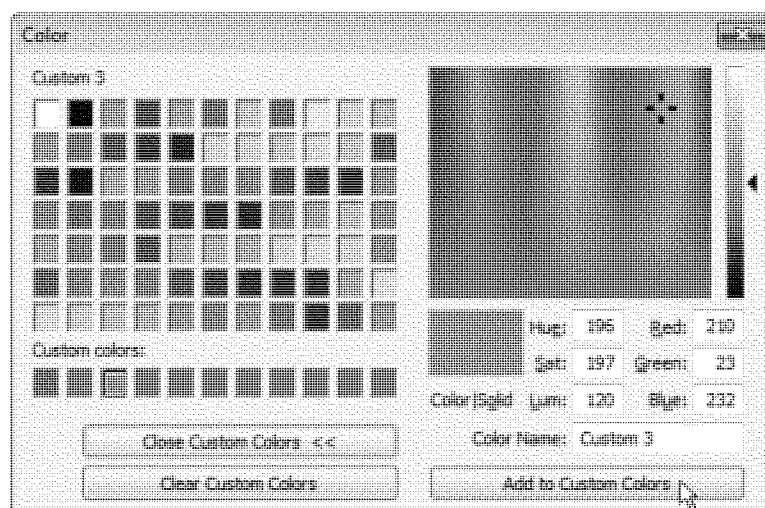 Color
Custom 3
Custom colors:
Close Custom Colors <<
Clear Custom Colors
Hue: 195 Red: 210
Sat: 197 Green: 23
Color|Solid Lum: 120 Blue: 232
Color Name: Custom 3
Add to Custom Colors